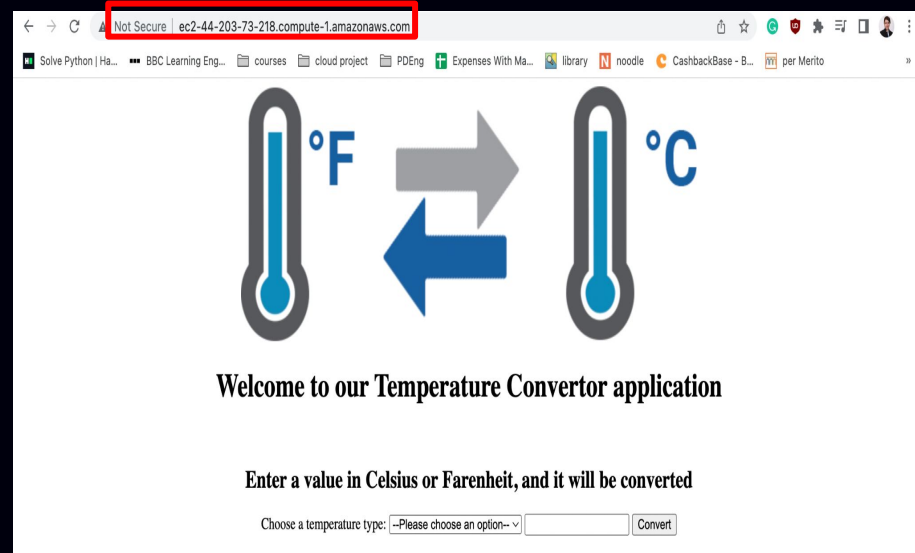 Not Secure | ec2-44-203-73-218.compute-1.amazonaws.com
Solve Python | Ha... BBC Learning Eng... courses cloud project PDEng Expenses With Ma... library noodle CashbackBase - B... per Merito »
°F °C
Welcome to our Temperature Convertor application
Enter a value in Celsius or Farenheit, and it will be converted
Choose a temperature type: --Please choose an option-- Convert